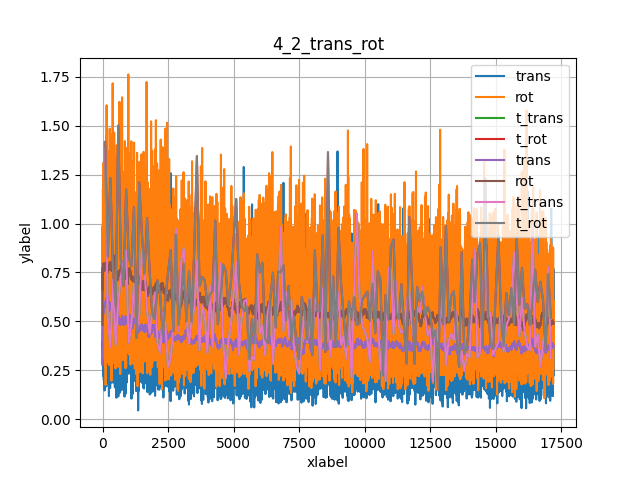 4_2_trans_rot
ylabel
1.75
1.50
1.25
1.00
0.75
0.50
0.25
0.00
trans
rot
t_trans
t_rot
trans
rot
t_trans
t_rot
0 2500 5000 7500 10000 12500 15000 17500
xlabel